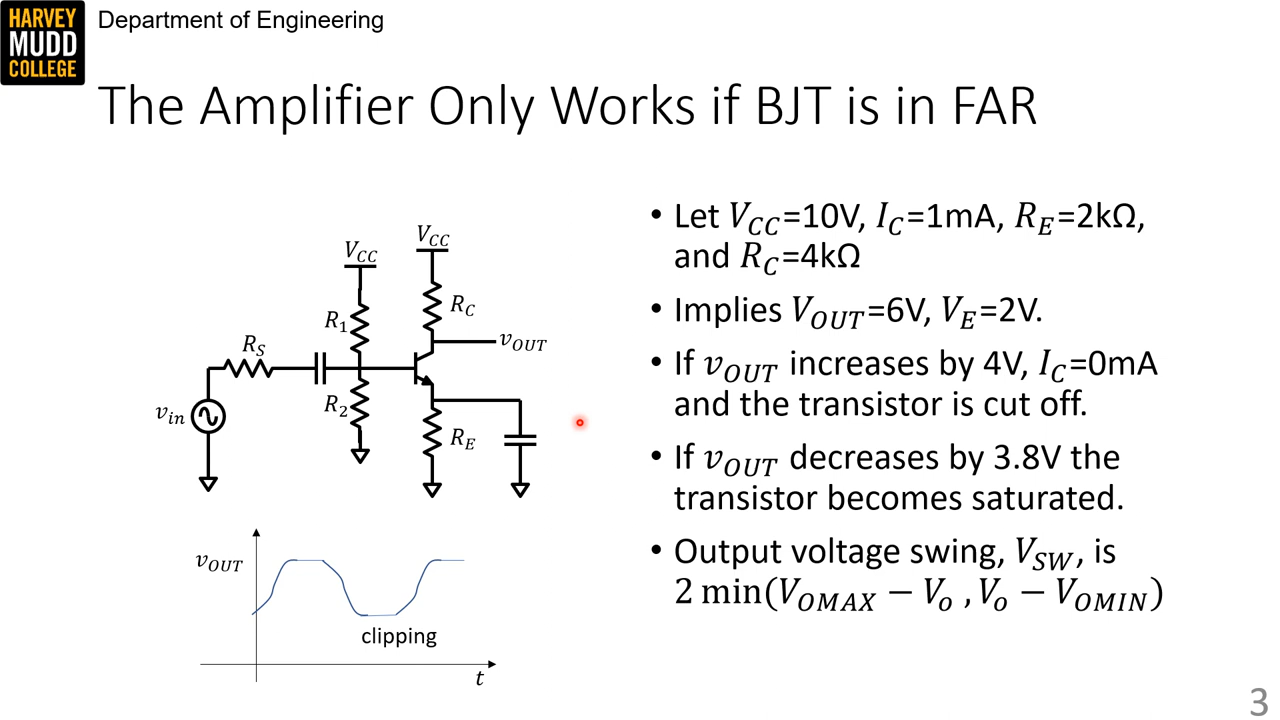 HARVEY
MUDD
COLLEGE
Department of Engineering
The Amplifier Only Works if BJT is in FAR
V_CC
V_CC
R_C
R_1
v_OUT
R_S
R_2
v_in
R_E
v_OUT
clipping
t
• Let V_CC=10V, I_C=1mA, R_E=2kΩ,
and R_C=4kΩ
• Implies V_OUT=6V, V_E=2V.
• If v_OUT increases by 4V, I_C=0mA
and the transistor is cut off.
• If v_OUT decreases by 3.8V the
transistor becomes saturated.
• Output voltage swing, V_SW, is
2 min(V_OMAX − V_o , V_o − V_OMIN)
3